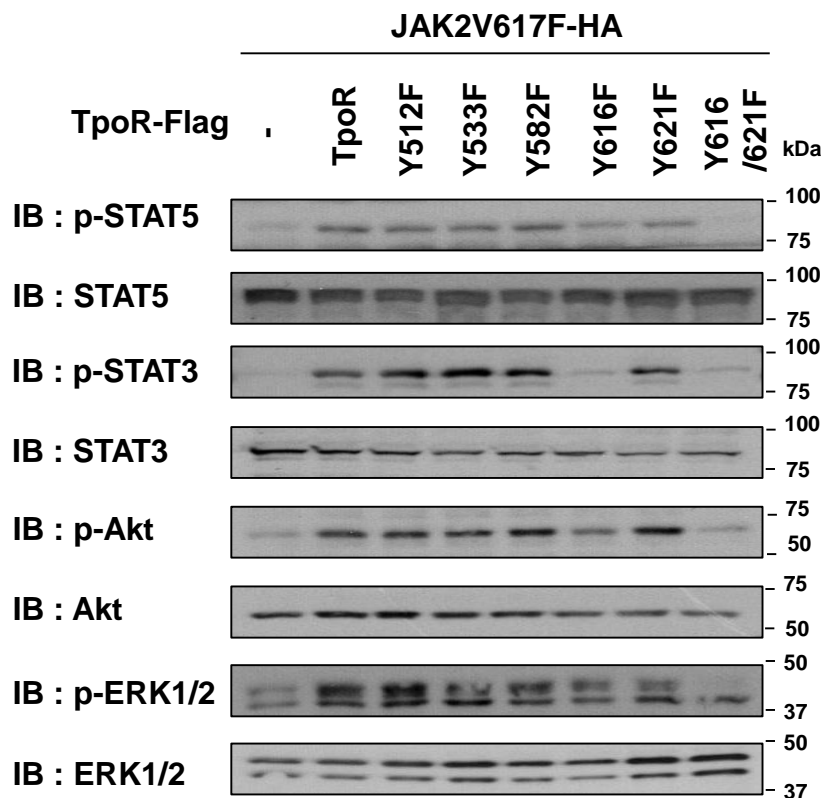 JAK2V617F-HA
TpoR-Flag - TpoR Y512F Y533F Y582F Y616F Y621F Y616
/621F
kDa
IB : p-STAT5
100
75
IB : STAT5
100
75
IB : p-STAT3
100
75
IB : STAT3
100
75
IB : p-Akt
75
50
IB : Akt
75
50
IB : p-ERK1/2
50
37
IB : ERK1/2
50
37